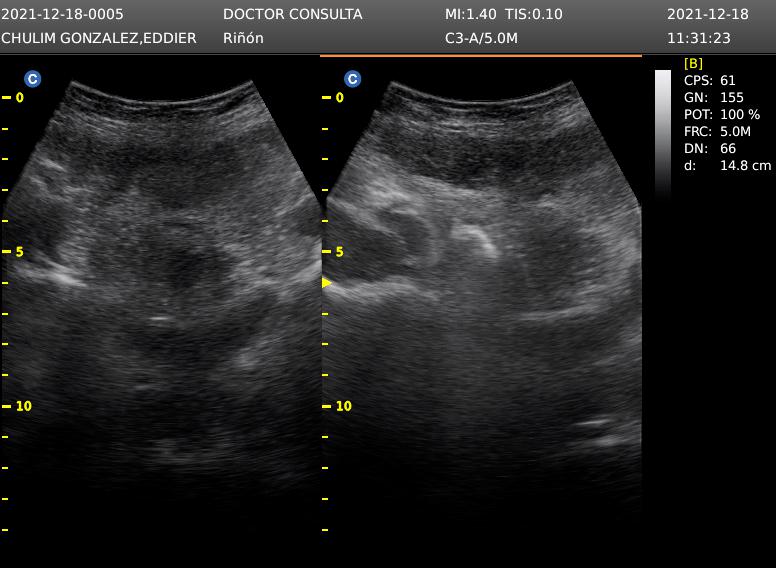 2021-12-18-0005 DOCTOR CONSULTA MI:1.40 TIS:0.10 2021-12-18
CHULIM GONZALEZ,EDDIER Riñón C3-A/5.0M 11:31:23
[B]
C C
0 0
CPS: 61
GN: 155
POT: 100 %
FRC: 5.0M
DN: 66
d: 14.8 cm
5 5
10 10